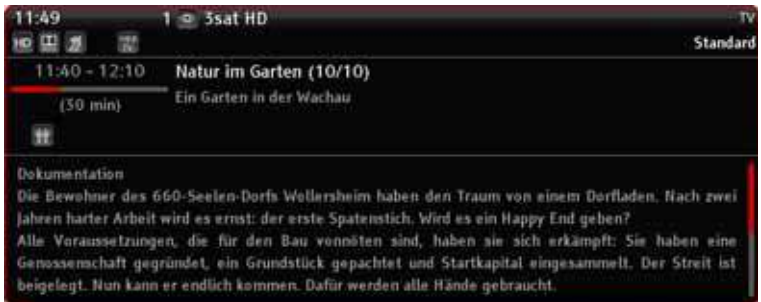 11:49 1 3sat HD TV
HD Standard
11:40 - 12:10 Natur im Garten (10/10)
(30 min) Ein Garten in der Wachau
Dokumentation
Die Bewohner des 660-Seelen-Dorfs Wollersheim haben den Traum von einem Dorfladen. Nach zwei
Jahren harter Arbeit wird es ernst: der erste Spatenstich. Wird es ein Happy End geben?
Alle Voraussetzungen, die für den Bau vonnöten sind, haben sie sich erkämpft: Sie haben eine
Genossenschaft gegründet, ein Grundstück gepachtet und Startkapital eingesammelt. Der Streit ist
beigelegt. Nun kann er endlich kommen. Dafür werden alle Hände gebraucht.